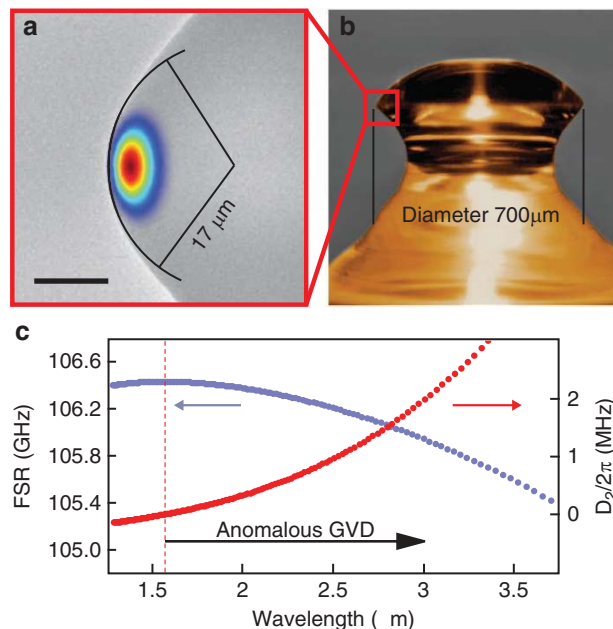 a
17 μm
b
Diameter 700μm
c
FSR (GHz)
106.6
106.2
105.8
105.4
105.0
Anomalous GVD
2
1
0
D₂/2π (MHz)
1.5
2
2.5
3
3.5
Wavelength ( m)